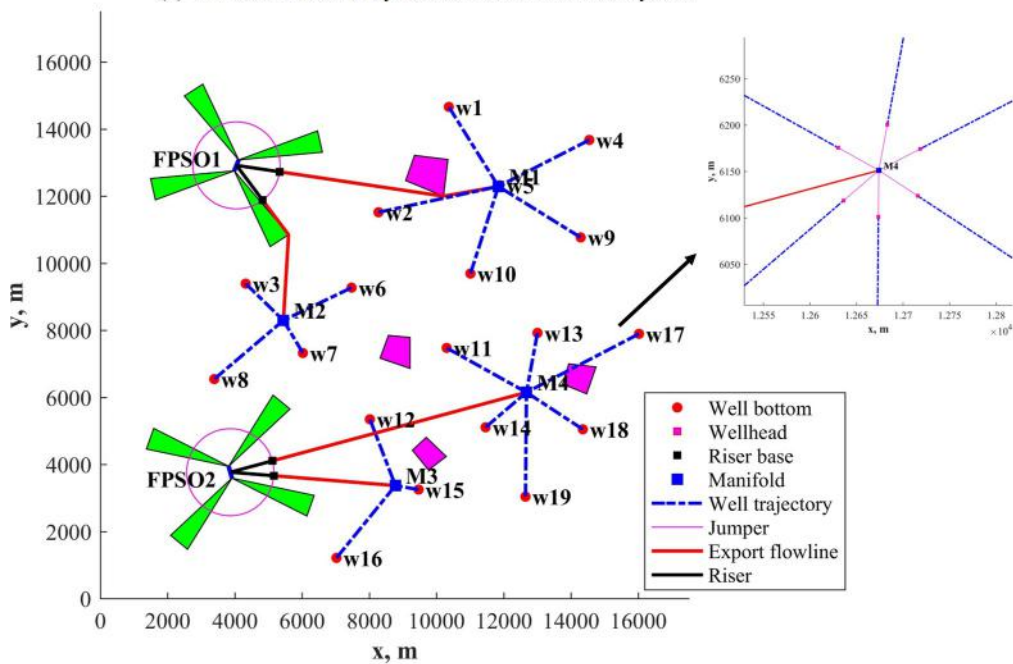 16000
14000
12000
10000
8000
6000
4000
2000
0
y, m
0
2000
4000
6000
8000
10000
12000
14000
16000
x, m
FPSO1
FPSO2
w1
w4
M1
w5
w2
w9
w10
w3
w6
M2
w7
w8
w13
w17
w11
M4
w12
w14
w18
M3
w15
w19
w16
6250
6200
6150
6100
6050
y, m
M4
1.255
1.26
1.265
1.27
1.275
1.28
x, m
×10⁴
Well bottom
Wellhead
Riser base
Manifold
Well trajectory
Jumper
Export flowline
Riser